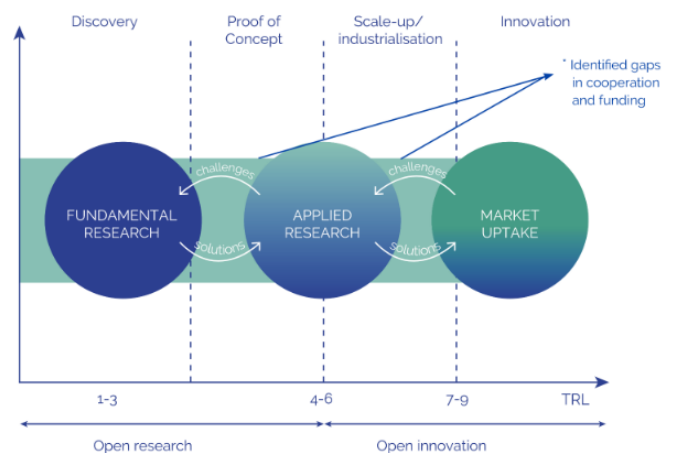 Discovery
Proof of
Concept
Scale-up/
industrialisation
Innovation
* Identified gaps
in cooperation
and funding
challenges
challenges
FUNDAMENTAL
RESEARCH
APPLIED
RESEARCH
MARKET
UPTAKE
solutions
solutions
1-3
4-6
7-9
TRL
Open research
Open innovation